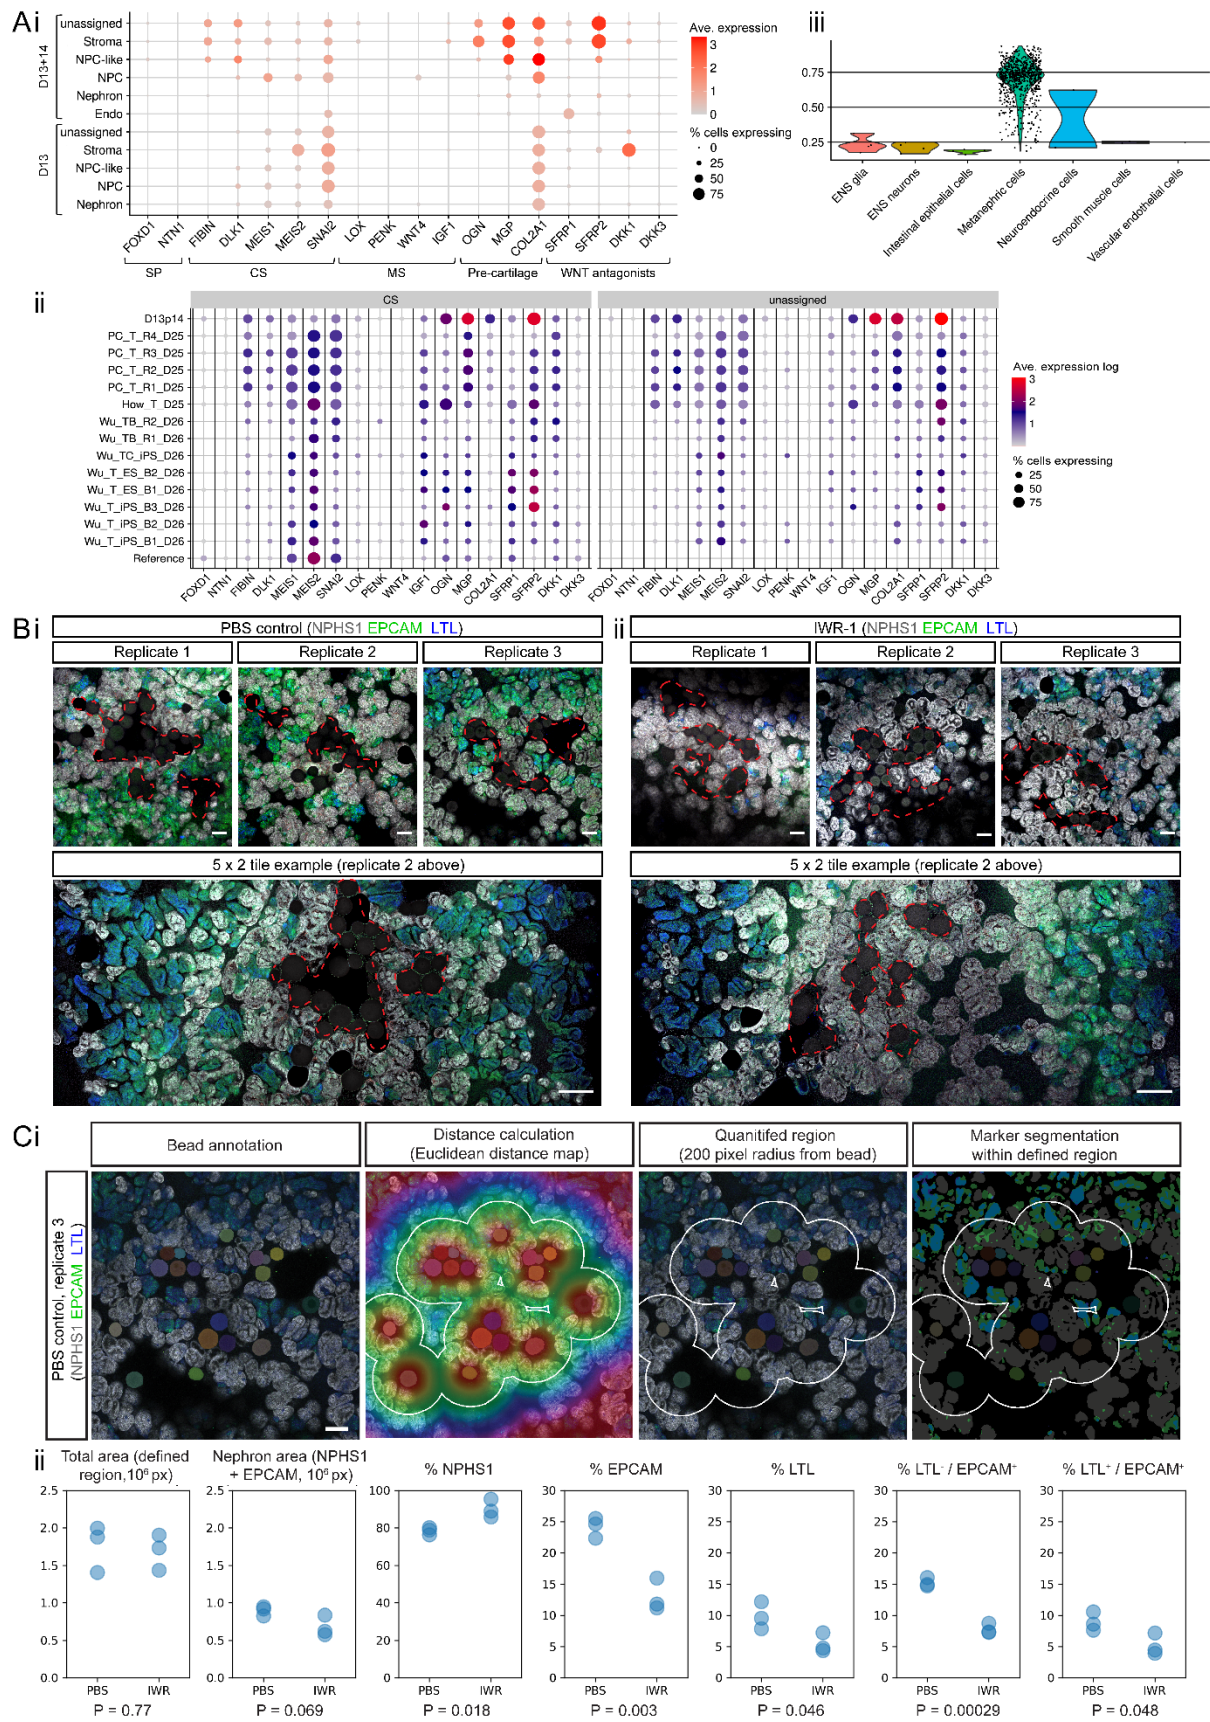 Ai
D13+14
unassigned
Stroma
NPC-like
NPC
Nephron
Endo
D13
unassigned
Stroma
NPC-like
NPC
Nephron
FOXD1 NTN1 FIBIN DLK1 MEIS1 MEIS2 SNAI2 LOX PENK WNT4 IGF1 OGN MGP COL2A1 SFRP1 SFRP2 DKK1 DKK3
SP CS MS Pre-cartilage WNT antagonists
Ave. expression
3
2
1
0
% cells expressing
0
25
50
75
iii
0.75
0.50
0.25
ENS glia
ENS neurons
Intestinal epithelial cells
Metanephric cells
Neuroendocrine cells
Smooth muscle cells
Vascular endothelial cells
ii
CS unassigned
D13p14
PC_T_R4_D25
PC_T_R3_D25
PC_T_R2_D25
PC_T_R1_D25
How_T_D25
Wu_TB_R2_D26
Wu_TB_R1_D26
Wu_TC_iPS_D26
Wu_T_ES_B2_D26
Wu_T_ES_B1_D26
Wu_T_iPS_B3_D26
Wu_T_iPS_B2_D26
Wu_T_iPS_B1_D26
Reference
FOXD1 NTN1 FIBIN DLK1 MEIS1 MEIS2 SNAI2 LOX PENK WNT4 IGF1 OGN MGP COL2A1 SFRP1 SFRP2 DKK1 DKK3
FOXD1 NTN1 FIBIN DLK1 MEIS1 MEIS2 SNAI2 LOX PENK WNT4 IGF1 OGN MGP COL2A1 SFRP1 SFRP2 DKK1 DKK3
Ave. expression log
3
2
1
% cells expressing
25
50
75
Bi
PBS control (NPHS1 EPCAM LTL)
Replicate 1 Replicate 2 Replicate 3
5 x 2 tile example (replicate 2 above)
ii
IWR-1 (NPHS1 EPCAM LTL)
Replicate 1 Replicate 2 Replicate 3
5 x 2 tile example (replicate 2 above)
Ci
PBS control, replicate 3
(NPHS1 EPCAM LTL)
Bead annotation
Distance calculation
(Euclidean distance map)
Quanitifed region
(200 pixel radius from bead)
Marker segmentation
within defined region
ii
Total area (defined
region,10⁶ px)
2.5
2.0
1.5
1.0
0.5
0.0
PBS IWR
P = 0.77
Nephron area (NPHS1
+ EPCAM, 10⁶ px)
2.5
2.0
1.5
1.0
0.5
0.0
PBS IWR
P = 0.069
% NPHS1
100
80
60
40
20
0
PBS IWR
P = 0.018
% EPCAM
30
25
20
15
10
5
0
PBS IWR
P = 0.003
% LTL
30
25
20
15
10
5
0
PBS IWR
P = 0.046
% LTL⁻ / EPCAM⁺
30
25
20
15
10
5
0
PBS IWR
P = 0.00029
% LTL⁺ / EPCAM⁺
30
25
20
15
10
5
0
PBS IWR
P = 0.048